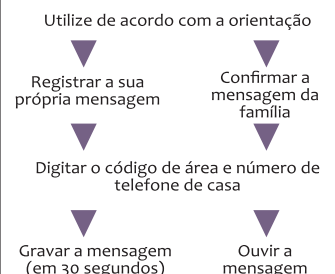 Utilize de acordo com a orientação
Registrar a sua
própria mensagem
Confirmar a
mensagem da
família
Digitar o código de área e número de
telefone de casa
Gravar a mensagem
(em 30 segundos)
Ouvir a
mensagem